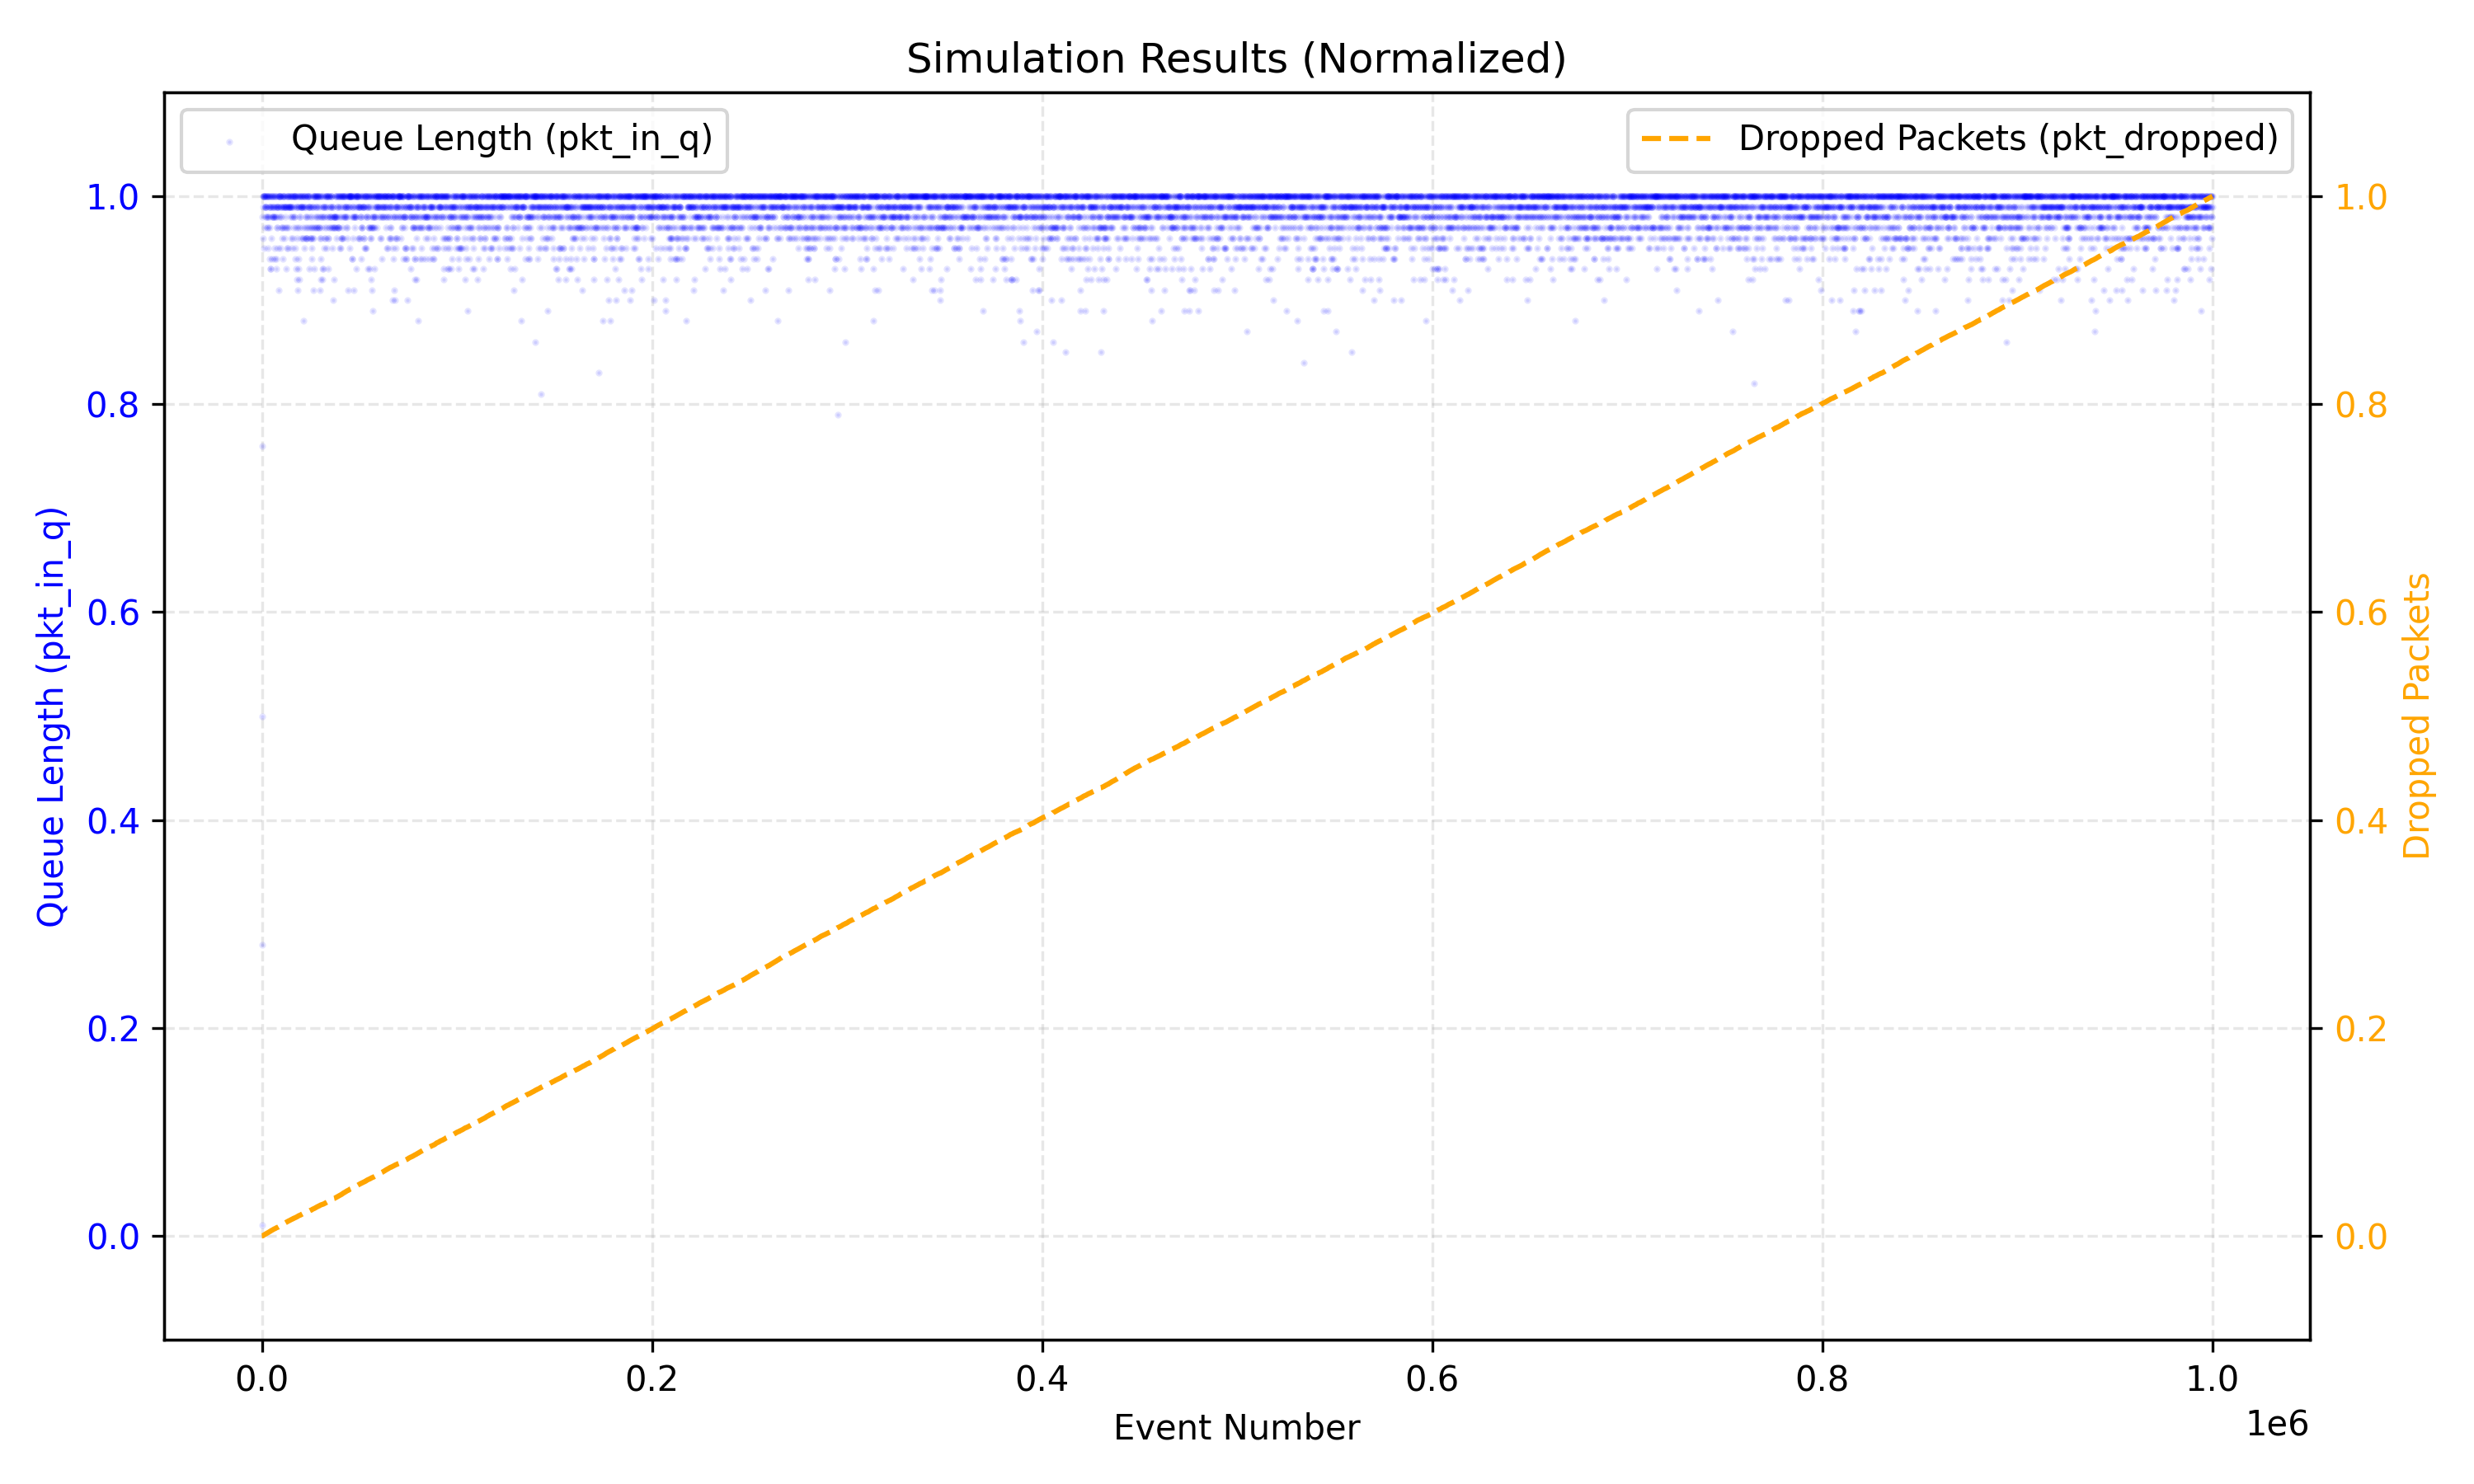 Simulation Results (Normalized)
Queue Length (pkt_in_q)
Dropped Packets (pkt_dropped)
1.0
0.8
0.6
0.4
0.2
0.0
Queue Length (pkt_in_q)
1.0
0.8
0.6
0.4
0.2
0.0
Dropped Packets
0.0 0.2 0.4 0.6 0.8 1.0
1e6
Event Number